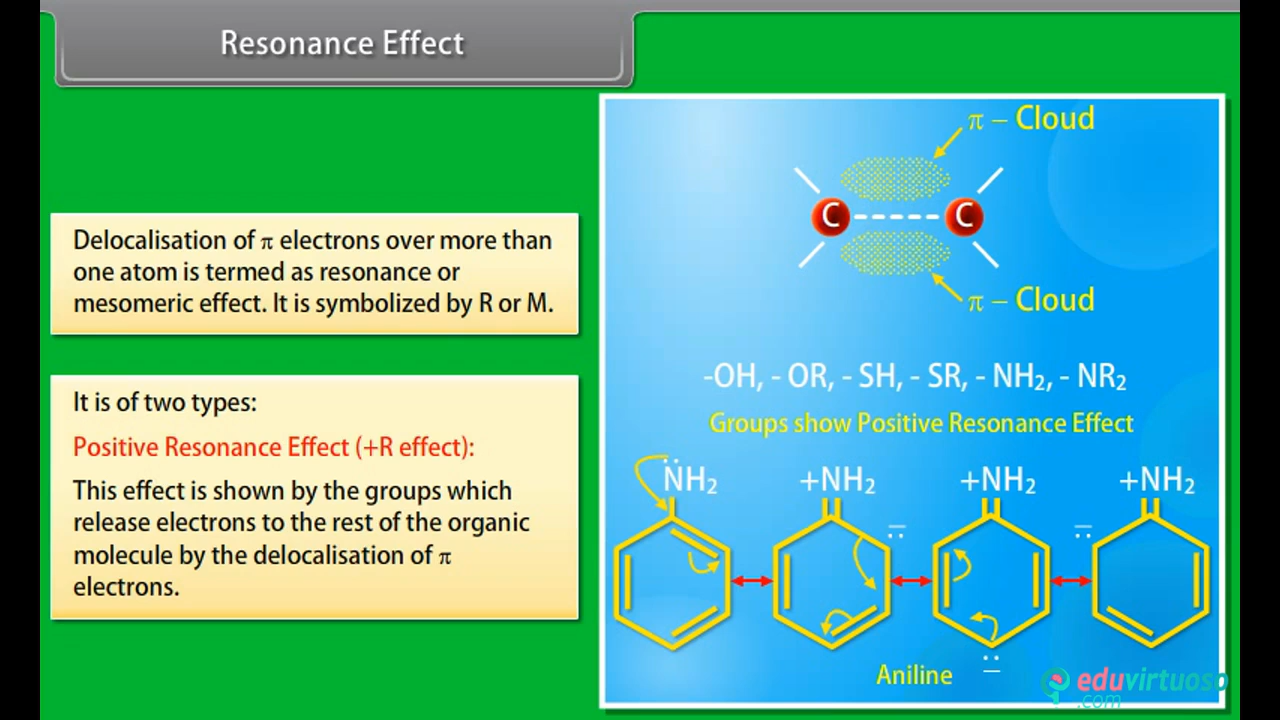 Resonance Effect
Delocalisation of π electrons over more than
one atom is termed as resonance or
mesomeric effect. It is symbolized by R or M.
It is of two types:
Positive Resonance Effect (+R effect):
This effect is shown by the groups which
release electrons to the rest of the organic
molecule by the delocalisation of π
electrons.
π – Cloud
C C
π – Cloud
-OH, - OR, - SH, - SR, - NH₂, - NR₂
Groups show Positive Resonance Effect
N̈H₂ +NH₂ +NH₂ +NH₂
Aniline
eduvirtuoso
.com